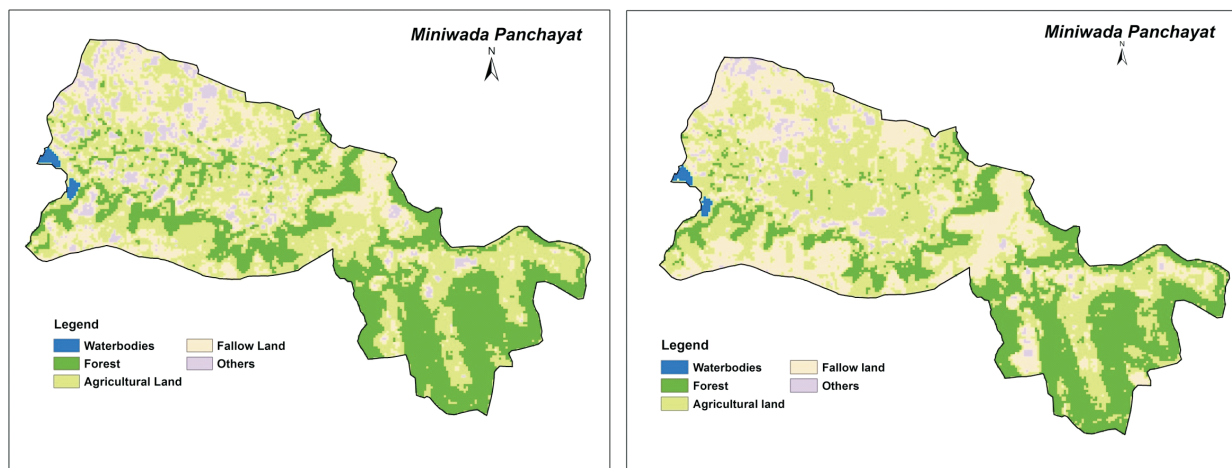 Miniwada Panchayat
N
Legend
Waterbodies
Forest
Agricultural Land
Fallow Land
Others
Miniwada Panchayat
N
Legend
Waterbodies
Forest
Agricultural land
Fallow land
Others